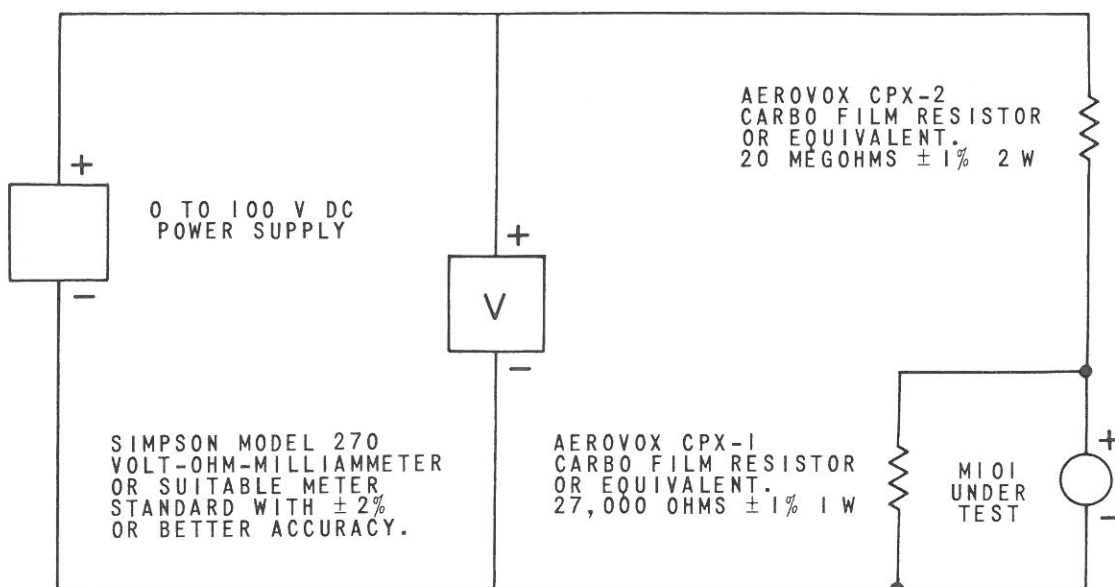 AEROVOX CPX-2
CARBO FILM RESISTOR
OR EQUIVALENT.
20 MEGOHMS ±1% 2 W
+
0 TO 100 V DC
POWER SUPPLY
−
+
V
−
SIMPSON MODEL 270
VOLT-OHM-MILLIAMMETER
OR SUITABLE METER
STANDARD WITH ±2%
OR BETTER ACCURACY.
AEROVOX CPX-1
CARBO FILM RESISTOR
OR EQUIVALENT.
27,000 OHMS ±1% 1 W
+
M101
UNDER
TEST
−